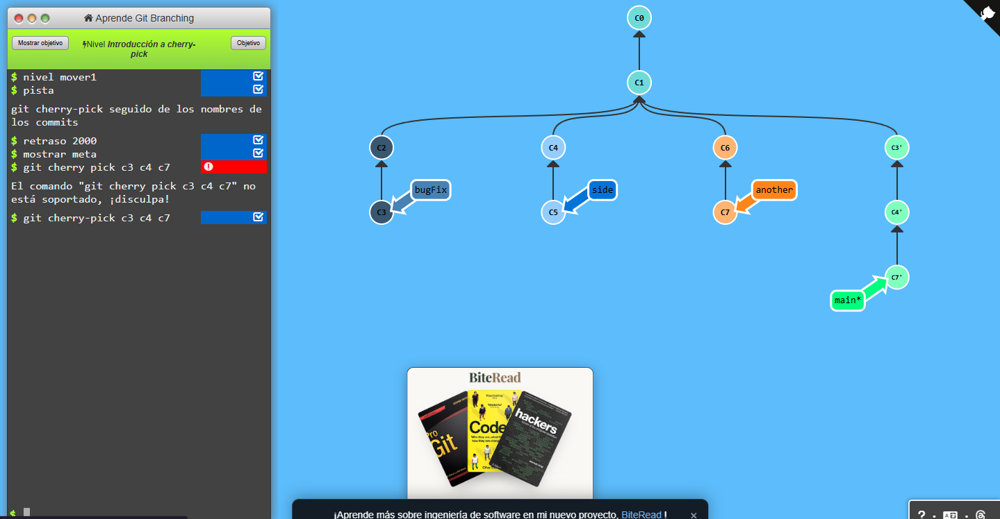 Aprende Git Branching
Mostrar objetivo
Nivel Introducción a cherry-
pick
Objetivo
$ nivel mover1
$ pista
git cherry-pick seguido de los nombres de
los commits
$ retraso 2000
$ mostrar meta
$ git cherry pick c3 c4 c7
El comando "git cherry pick c3 c4 c7" no
está soportado, ¡disculpa!
$ git cherry-pick c3 c4 c7
$
C0
C1
C2
C4
C6
C3'
bugFix
side
another
C3
C5
C7
C4'
C7'
main*
BiteRead
Pro
Git
Code
hackers
¡Aprende más sobre ingeniería de software en mi nuevo proyecto, BiteRead !
×
?